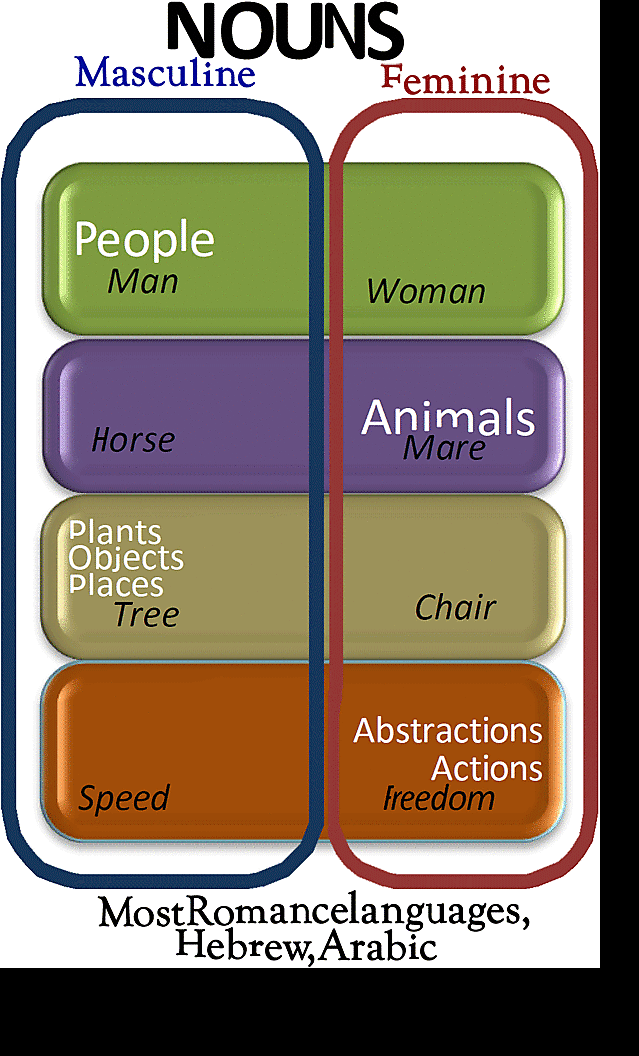 NOUNS
Masculine Feminine
People
Man
Woman
Animals
Horse
Mare
Plants
Objects
Places
Tree
Chair
Abstractions
Actions
Speed
Freedom
MostRomancelanguages,
Hebrew,Arabic